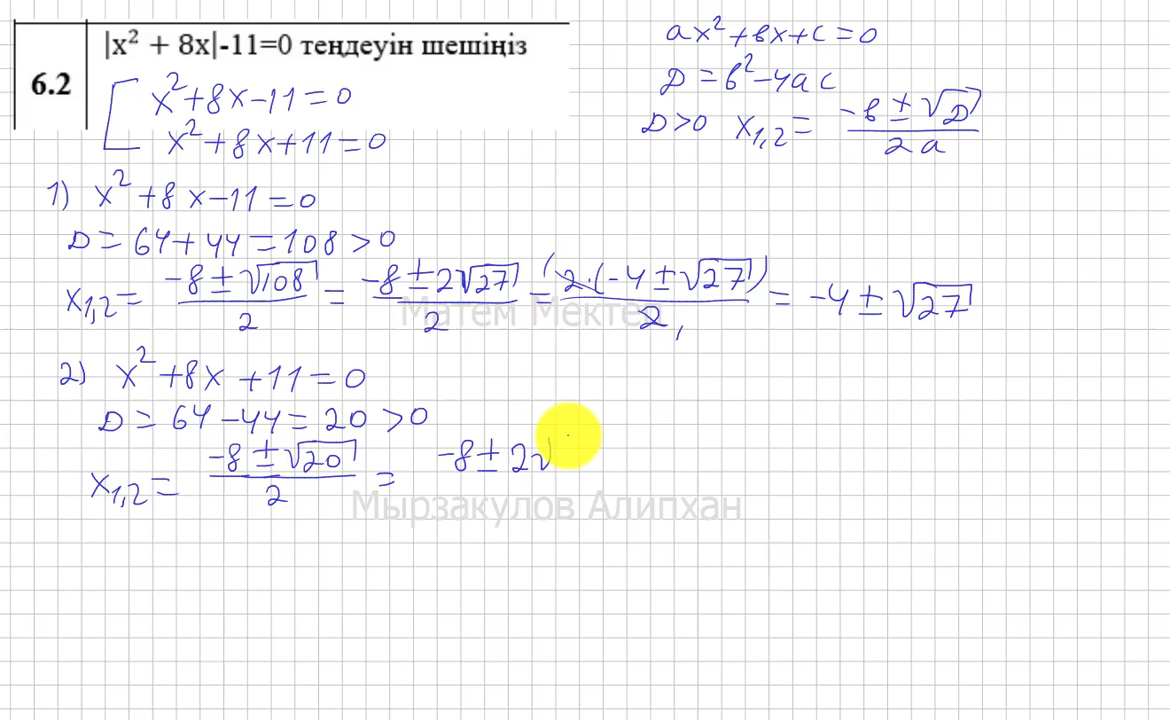 6.2
|x² + 8x|-11=0 теңдеуін шешіңіз
x²+8x-11=0
x²+8x+11=0
ax²+bx+c=0
D=b²-4ac
D>0 x₁,₂= (-b±√D)/2a
1) x²+8x-11=0
D=64+44=108>0
x₁,₂= (-8±√108)/2 = (-8±2√27)/2 = (2·(-4±√27))/2 = -4±√27
Матем Мектеп
2) x²+8x+11=0
D=64-44=20>0
x₁,₂= (-8±√20)/2 = -8±2√
Мырзакулов Алипхан